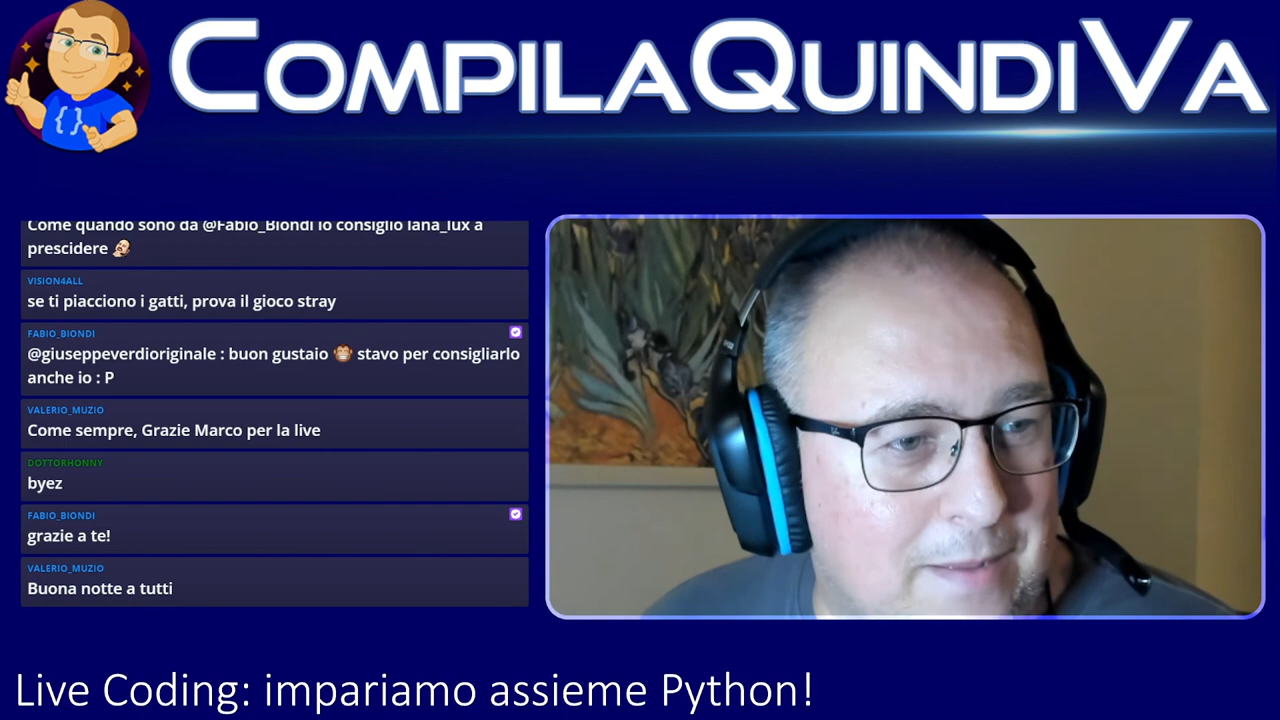 COMPILAQUINDIVA
{}
Come quando sono da @Fabio_Biondi io consiglio lana_lux a
prescidere
VISION4ALL
se ti piacciono i gatti, prova il gioco stray
FABIO_BIONDI
@giuseppeverdioriginale : buon gustaio stavo per consigliarlo
anche io : P
VALERIO_MUZIO
Come sempre, Grazie Marco per la live
DOTTORHONNY
byez
FABIO_BIONDI
grazie a te!
VALERIO_MUZIO
Buona notte a tutti
Live Coding: impariamo assieme Python!